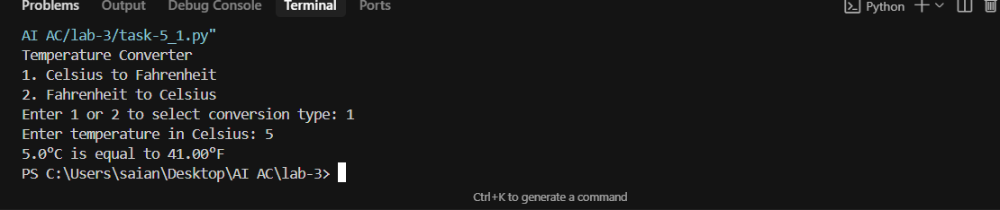 Problems Output Debug Console Terminal Ports
Python
AI AC/lab-3/task-5_1.py"
Temperature Converter
1. Celsius to Fahrenheit
2. Fahrenheit to Celsius
Enter 1 or 2 to select conversion type: 1
Enter temperature in Celsius: 5
5.0°C is equal to 41.00°F
PS C:\Users\saian\Desktop\AI AC\lab-3>
Ctrl+K to generate a command